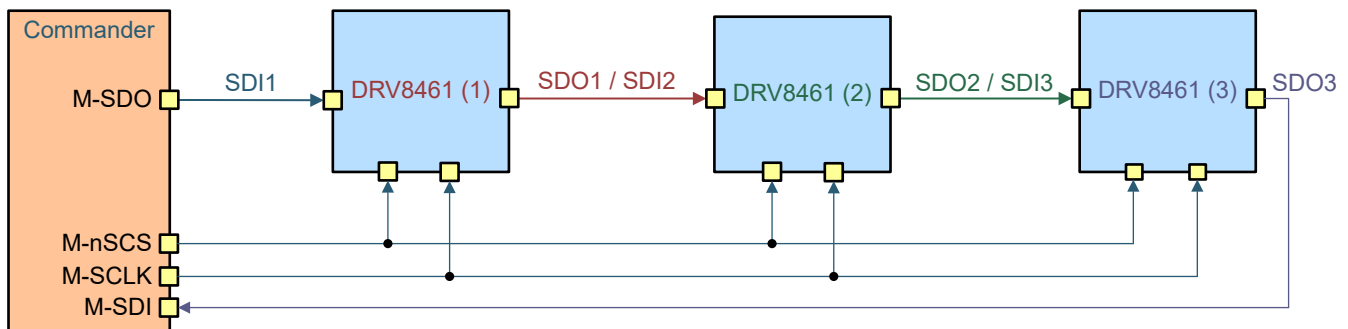 Commander
M-SDO
SDI1
DRV8461 (1)
SDO1 / SDI2
DRV8461 (2)
SDO2 / SDI3
DRV8461 (3)
SDO3
M-nSCS
M-SCLK
M-SDI